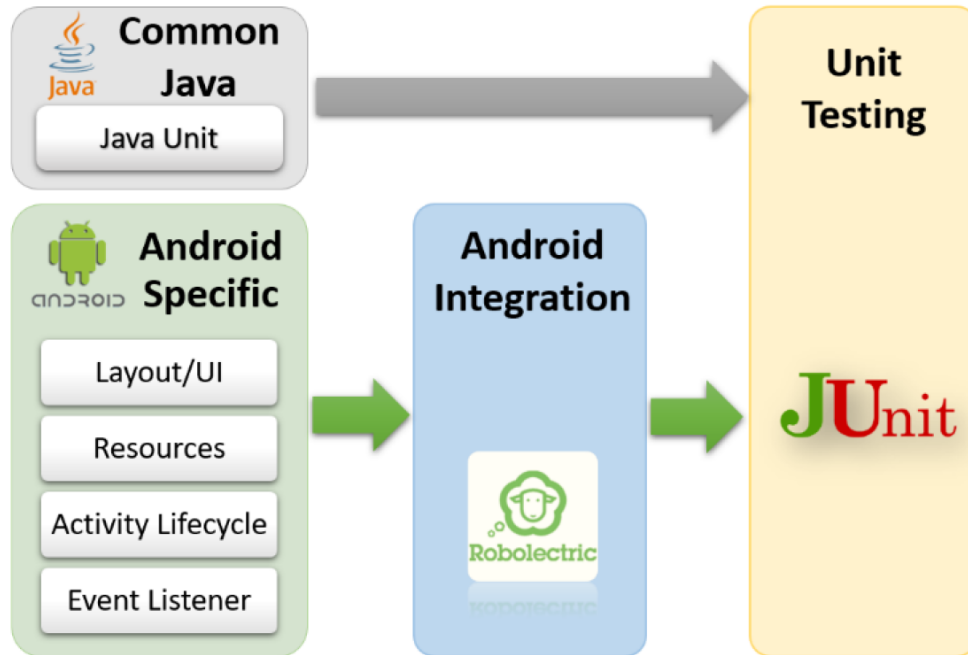 Common
Java
Java
Java Unit
Android
Specific
ANDROID
Layout/UI
Resources
Activity Lifecycle
Event Listener
Android
Integration
Robolectric
Unit
Testing
JUnit